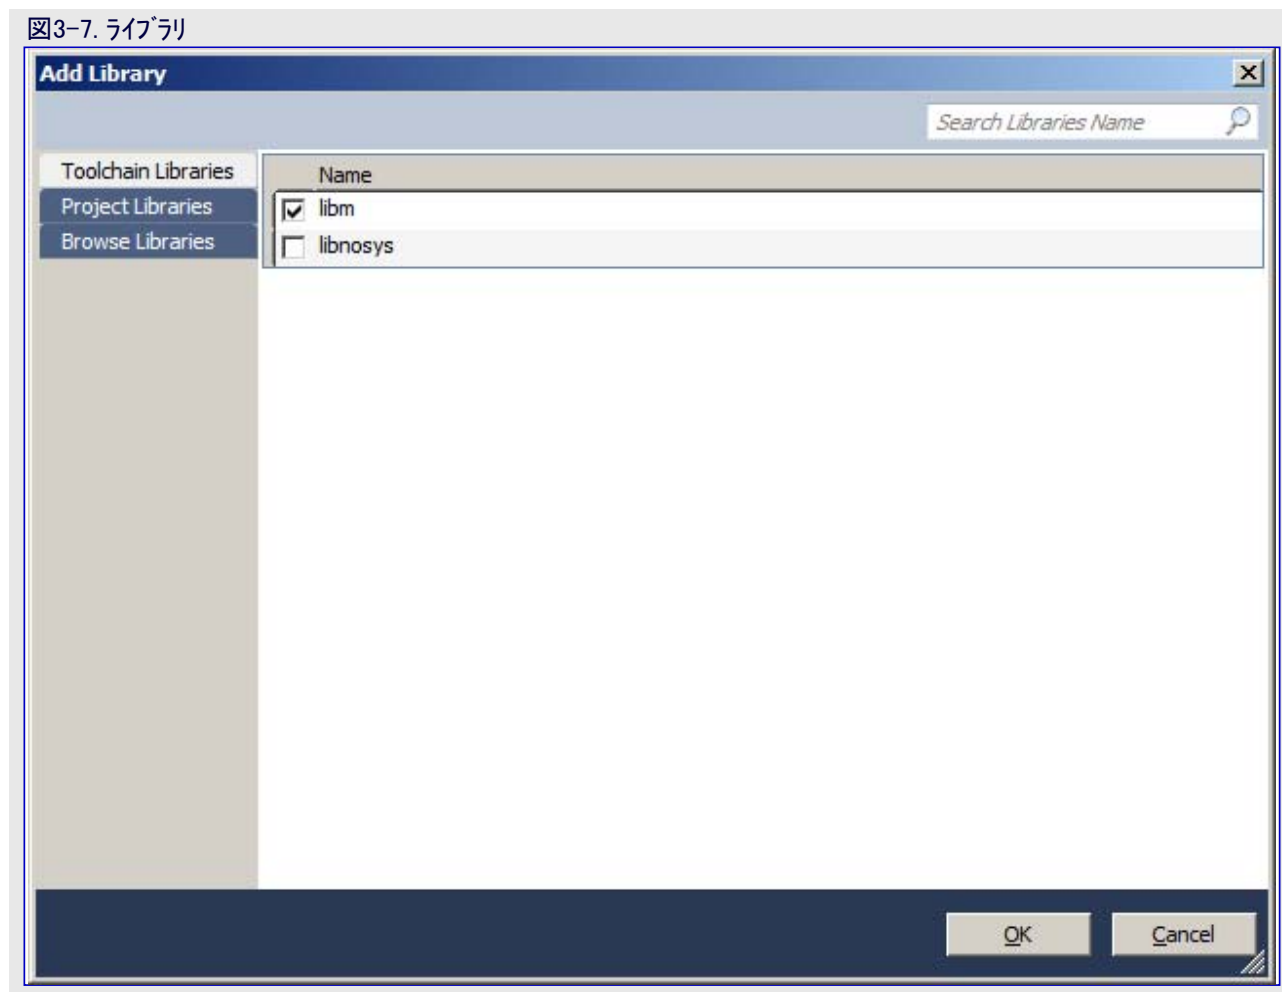 図3-7. ライブラリ
Add Library
Search Libraries Name
Toolchain Libraries
Project Libraries
Browse Libraries
Name
libm
libnosys
OK
Cancel